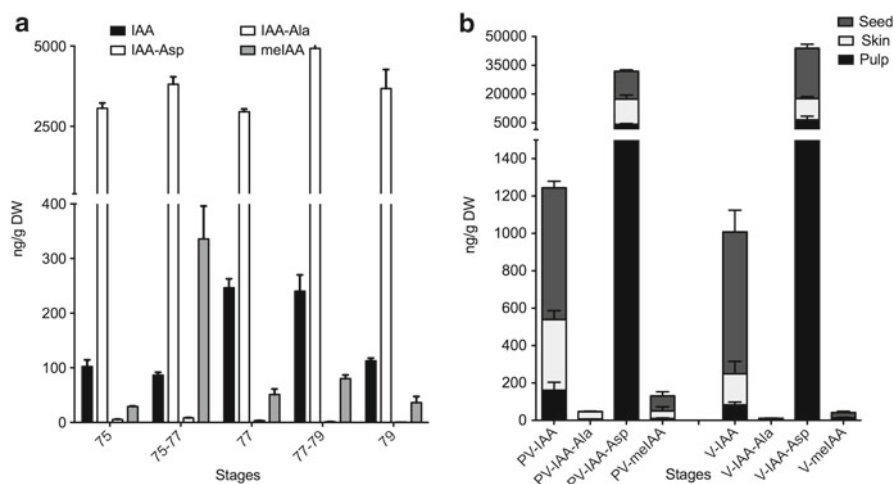 a
IAA
IAA-Ala
IAA-Asp
meIAA
5000
2500
400
300
200
100
0
ng/g DW
75
75-77
77
77-79
79
Stages
b
Seed
Skin
Pulp
50000
35000
20000
5000
1400
1200
1000
800
600
400
200
0
ng/g DW
PV-IAA
PV-IAA-Ala
PV-IAA-Asp
PV-meIAA
V-IAA
V-IAA-Ala
V-IAA-Asp
V-meIAA
Stages